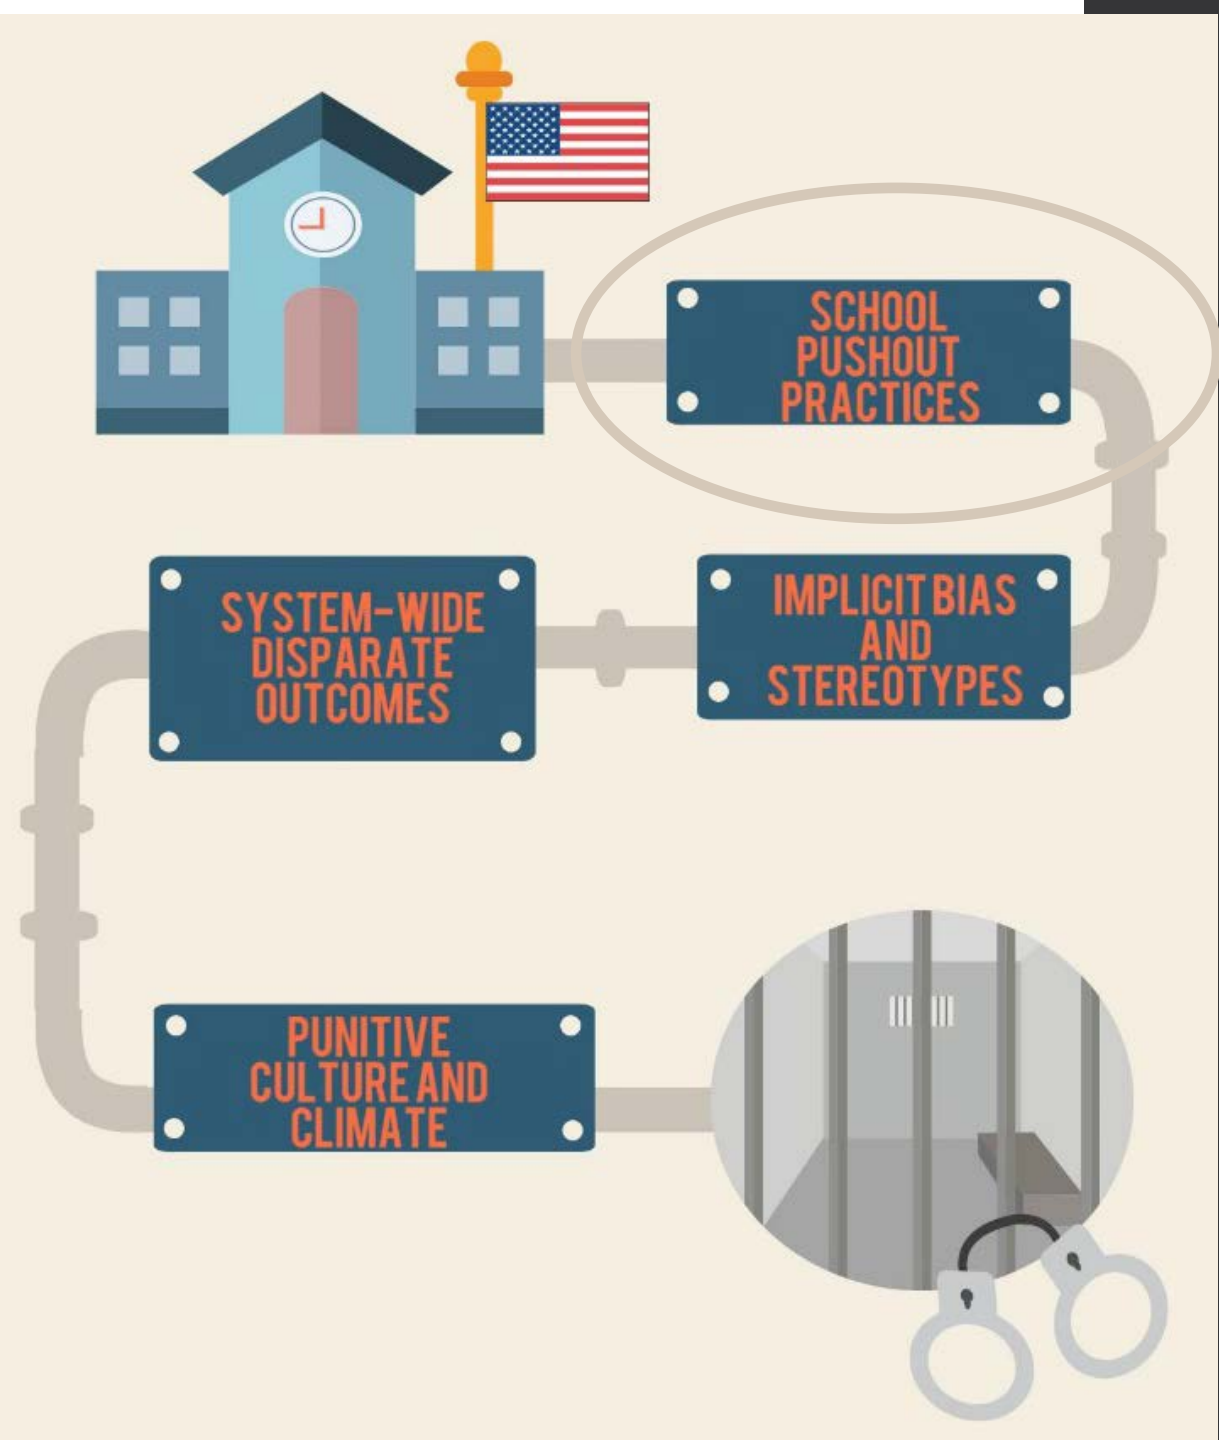 SCHOOL
PUSHOUT
PRACTICES
IMPLICIT BIAS
AND
STEREOTYPES
SYSTEM-WIDE
DISPARATE
OUTCOMES
PUNITIVE
CULTURE AND
CLIMATE